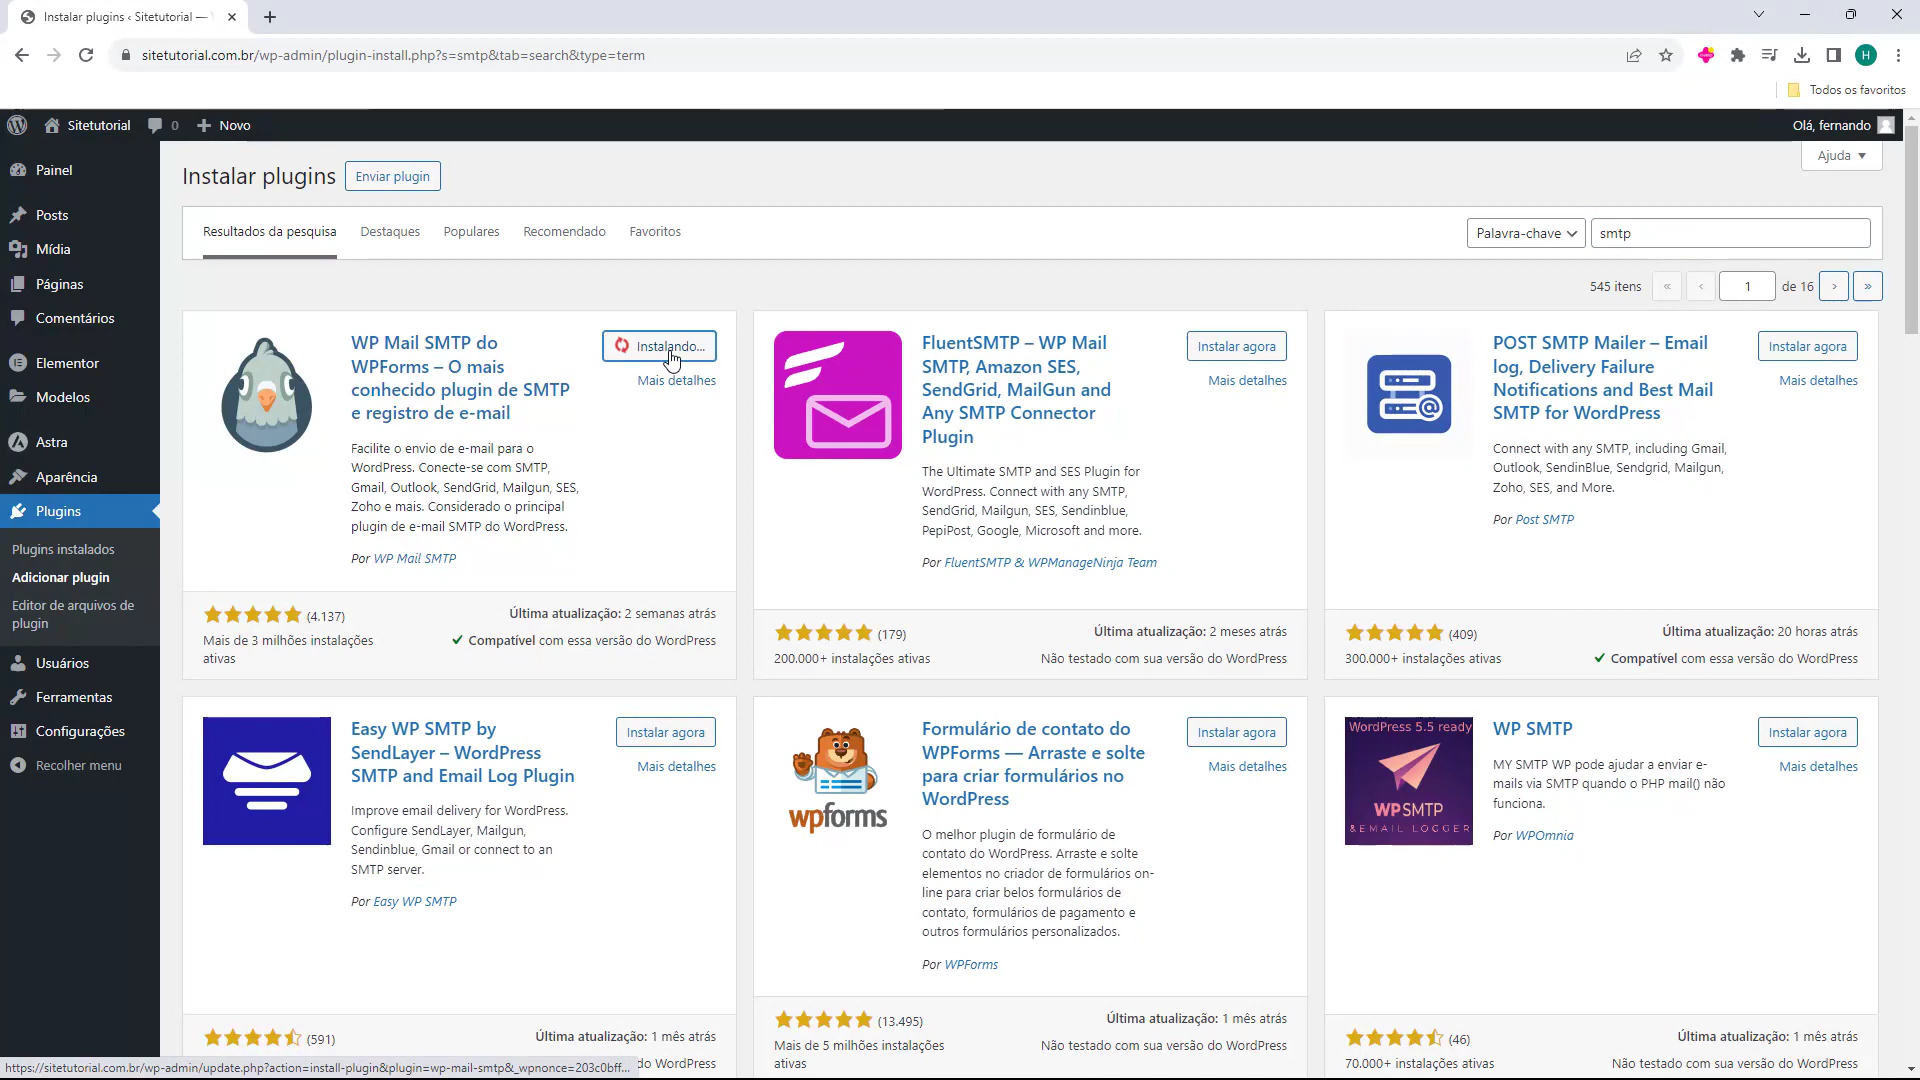 Instalar plugins ‹ Sitetutorial —
sitetutorial.com.br/wp-admin/plugin-install.php?s=smtp&tab=search&type=term
H
Todos os favoritos
Sitetutorial
0
Novo
Olá, fernando
Ajuda
Painel
Posts
Mídia
Páginas
Comentários
Elementor
Modelos
Astra
Aparência
Plugins
Plugins instalados
Adicionar plugin
Editor de arquivos de
plugin
Usuários
Ferramentas
Configurações
Recolher menu
Instalar plugins
Enviar plugin
Resultados da pesquisa
Destaques
Populares
Recomendado
Favoritos
Palavra-chave
smtp
545 itens
«
‹
1
de 16
›
»
WP Mail SMTP do
WPForms – O mais
conhecido plugin de SMTP
e registro de e-mail
Instalando...
Mais detalhes
Facilite o envio de e-mail para o
WordPress. Conecte-se com SMTP,
Gmail, Outlook, SendGrid, Mailgun, SES,
Zoho e mais. Considerado o principal
plugin de e-mail SMTP do WordPress.
Por WP Mail SMTP
(4.137)
Mais de 3 milhões instalações
ativas
Última atualização: 2 semanas atrás
Compatível com essa versão do WordPress
FluentSMTP – WP Mail
SMTP, Amazon SES,
SendGrid, MailGun and
Any SMTP Connector
Plugin
Instalar agora
Mais detalhes
The Ultimate SMTP and SES Plugin for
WordPress. Connect with any SMTP,
SendGrid, Mailgun, SES, Sendinblue,
PepiPost, Google, Microsoft and more.
Por FluentSMTP & WPManageNinja Team
(179)
200.000+ instalações ativas
Última atualização: 2 meses atrás
Não testado com sua versão do WordPress
POST SMTP Mailer – Email
log, Delivery Failure
Notifications and Best Mail
SMTP for WordPress
Instalar agora
Mais detalhes
Connect with any SMTP, including Gmail,
Outlook, SendinBlue, Sendgrid, Mailgun,
Zoho, SES, and More.
Por Post SMTP
(409)
300.000+ instalações ativas
Última atualização: 20 horas atrás
Compatível com essa versão do WordPress
Easy WP SMTP by
SendLayer – WordPress
SMTP and Email Log Plugin
Instalar agora
Mais detalhes
Improve email delivery for WordPress.
Configure SendLayer, Mailgun,
Sendinblue, Gmail or connect to an
SMTP server.
Por Easy WP SMTP
(591)
Última atualização: 1 mês atrás
do WordPress
wpforms
Formulário de contato do
WPForms — Arraste e solte
para criar formulários no
WordPress
Instalar agora
Mais detalhes
O melhor plugin de formulário de
contato do WordPress. Arraste e solte
elementos no criador de formulários on-
line para criar belos formulários de
contato, formulários de pagamento e
outros formulários personalizados.
Por WPForms
(13.495)
Mais de 5 milhões instalações
ativas
Última atualização: 1 mês atrás
Não testado com sua versão do WordPress
WordPress 5.5 ready
WPSMTP
& EMAIL LOGGER
WP SMTP
Instalar agora
Mais detalhes
MY SMTP WP pode ajudar a enviar e-
mails via SMTP quando o PHP mail() não
funciona.
Por WPOmnia
(46)
70.000+ instalações ativas
Última atualização: 1 mês atrás
Não testado com sua versão do WordPress
https://sitetutorial.com.br/wp-admin/update.php?action=install-plugin&plugin=wp-mail-smtp&_wpnonce=203c0bff...